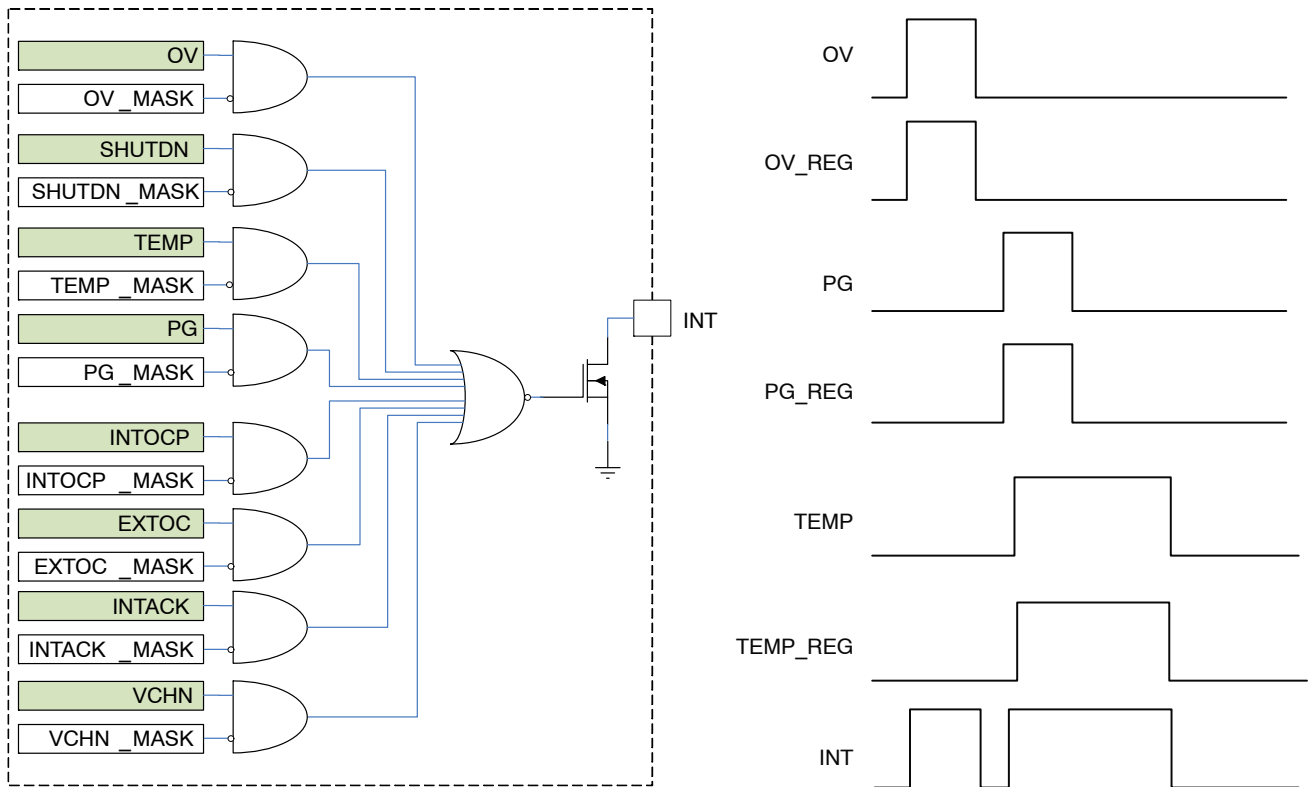 OV
OV _MASK
SHUTDN
SHUTDN _MASK
TEMP
TEMP _MASK
PG
PG _MASK
INTOCP
INTOCP _MASK
EXTOC
EXTOC _MASK
INTACK
INTACK _MASK
VCHN
VCHN _MASK
INT
OV
OV_REG
PG
PG_REG
TEMP
TEMP_REG
INT